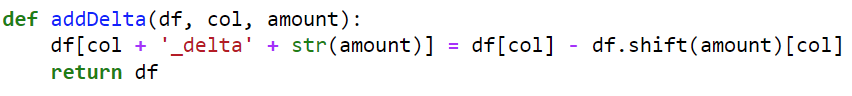 def addDelta(df, col, amount):
    df[col + '_delta' + str(amount)] = df[col] - df.shift(amount)[col]
    return df